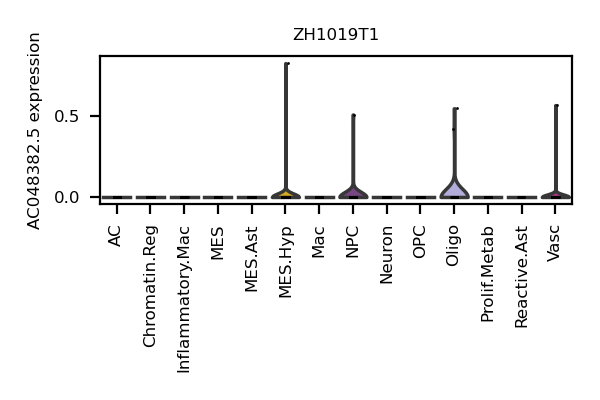 ZH1019T1
AC048382.5 expression
0.5
0.0
AC
Chromatin.Reg
Inflammatory.Mac
MES
MES.Ast
MES.Hyp
Mac
NPC
Neuron
OPC
Oligo
Prolif.Metab
Reactive.Ast
Vasc